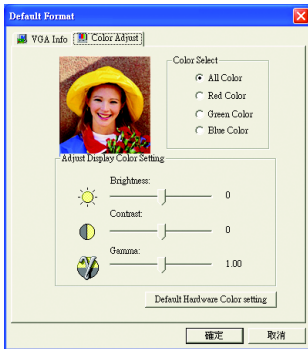 Default Format
VGA Info
Color Adjust
Color Select
All Color
Red Color
Green Color
Blue Color
Adjust Display Color Setting
Brightness:
0
Contrast:
0
Gamma:
1.00
Default Hardware Color setting
確定
取消